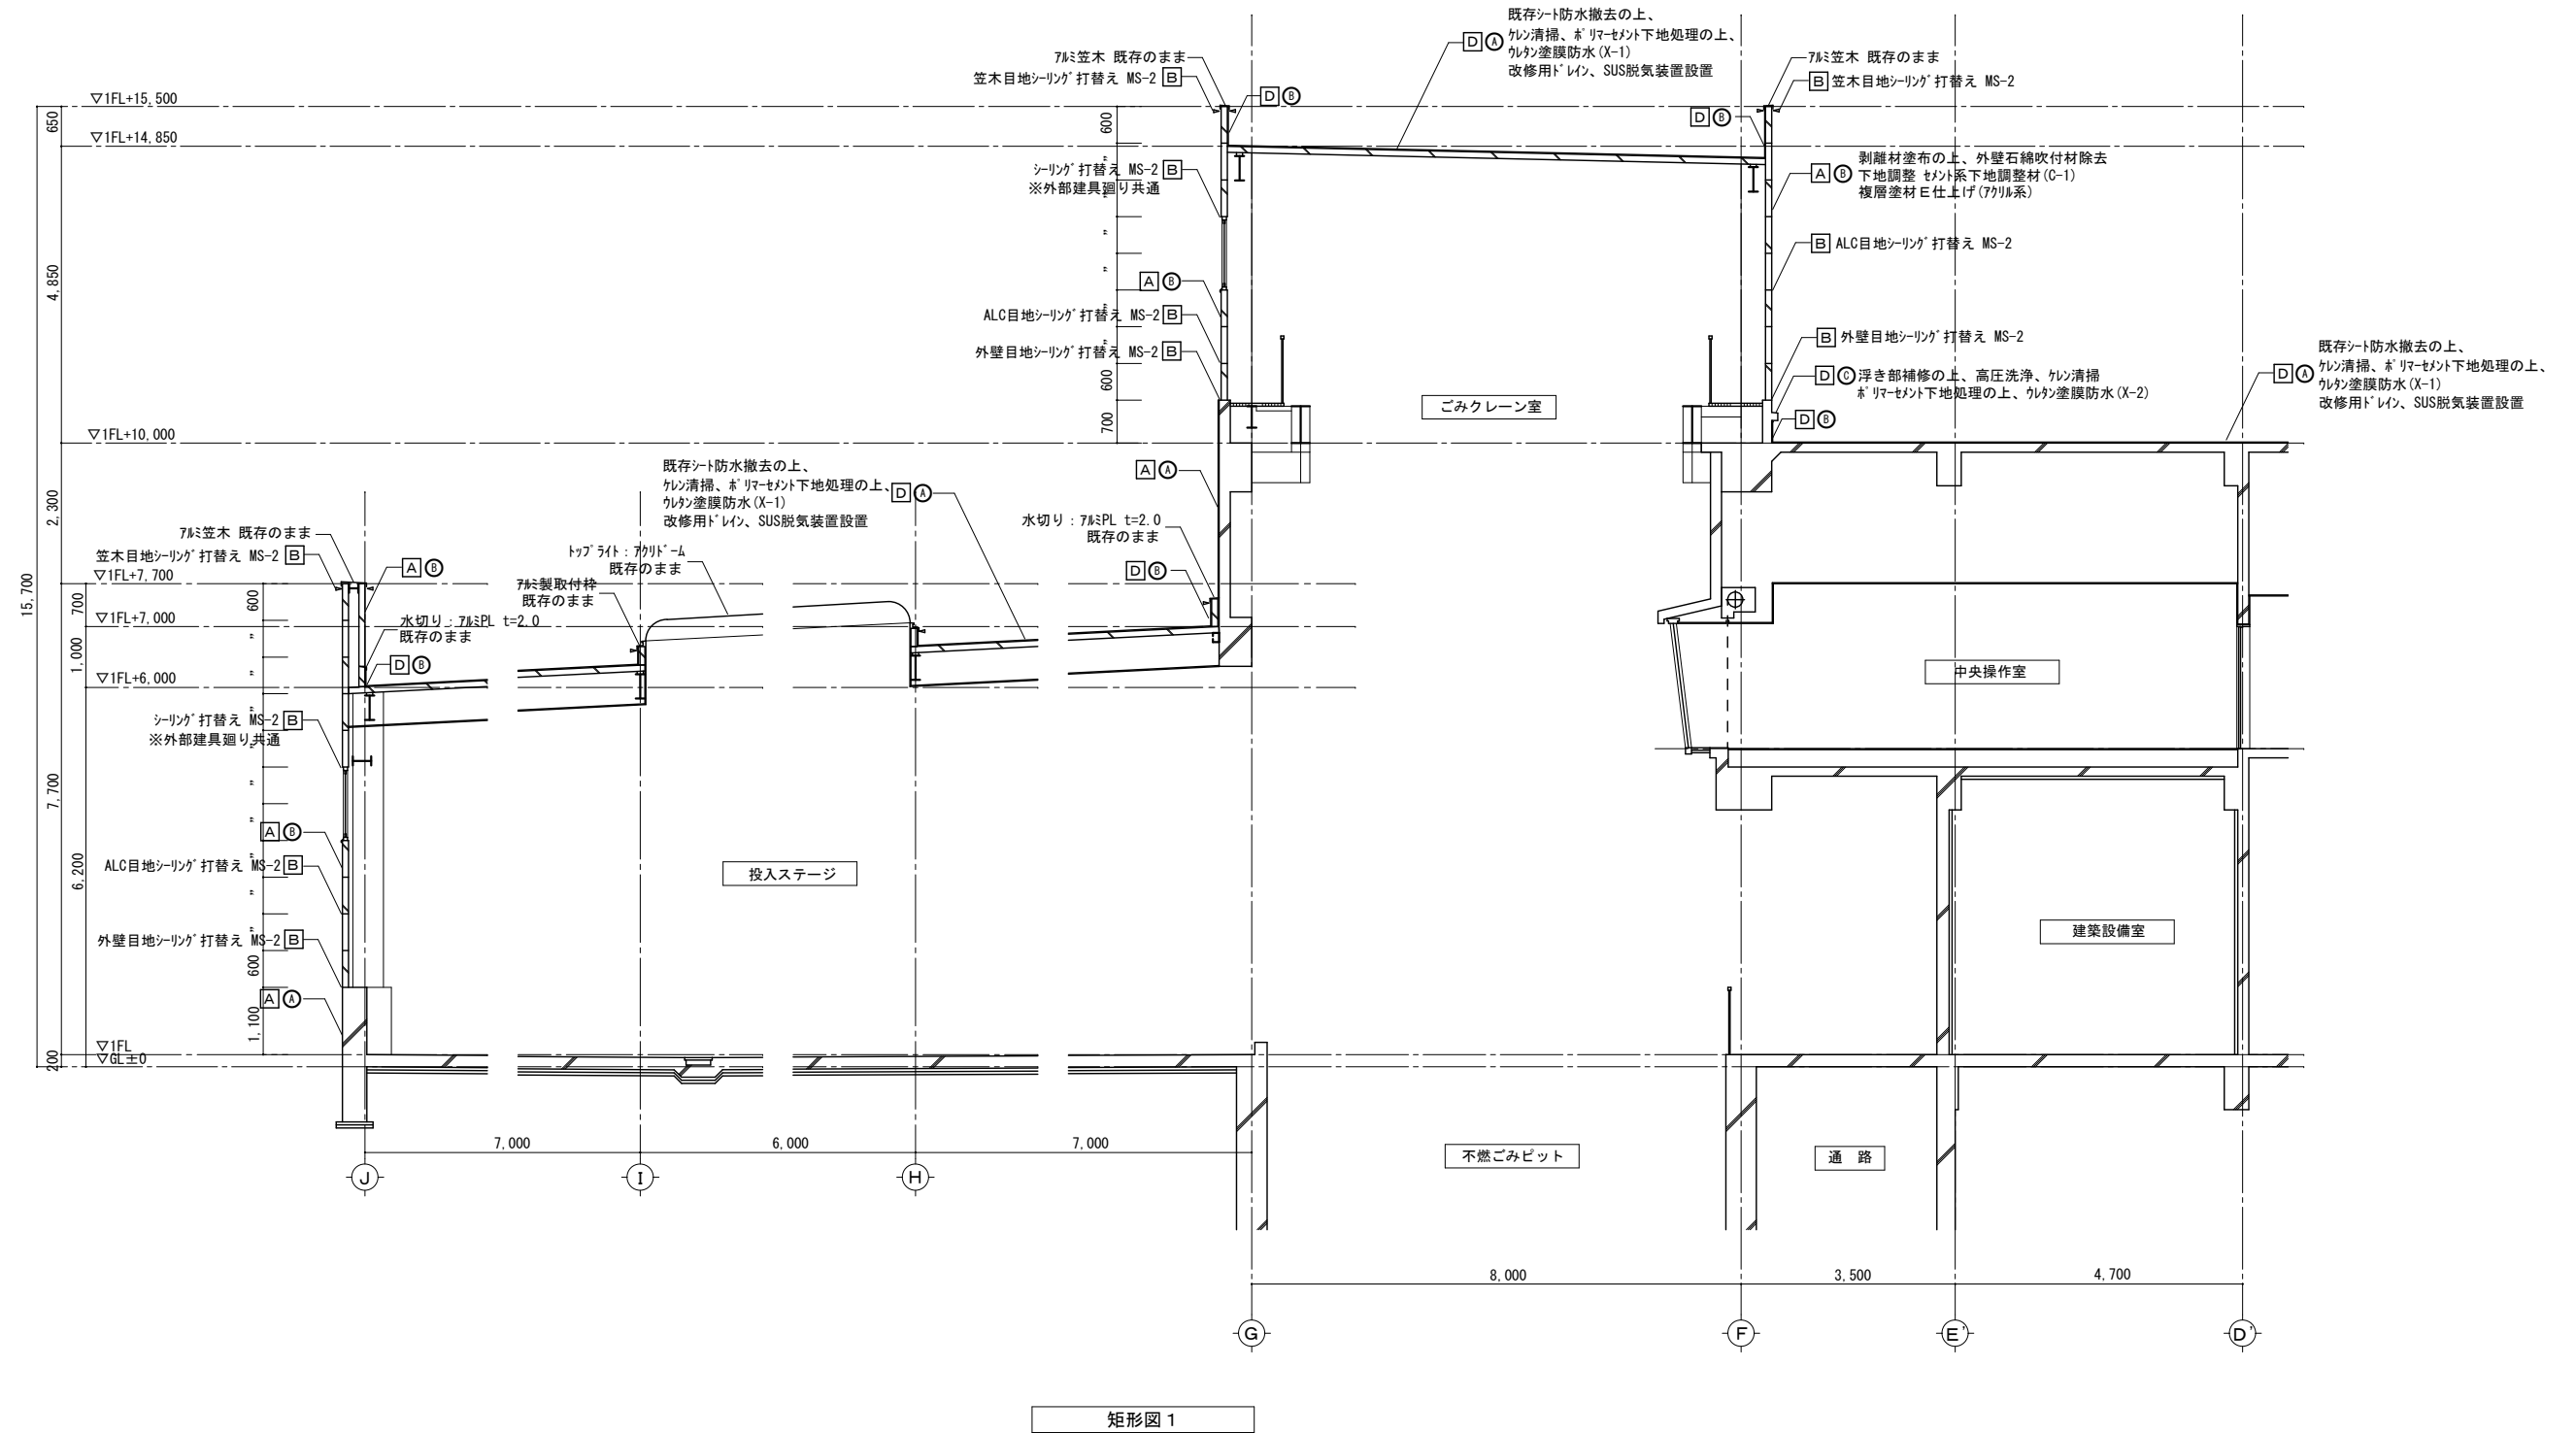 既存シート防水撤去の上、
D A ケレン清掃、ポリマーセメント下地処理の上、
ウレタン塗膜防水(X-1)
改修用ドレイン、SUS脱気装置設置
アルミ笠木 既存のまま
笠木目地シーリング打替え MS-2 B
D B
アルミ笠木 既存のまま
B 笠木目地シーリング打替え MS-2
D B
▽1FL+15,500
▽1FL+14,850
650
600
シーリング打替え MS-2 B
※外部建具廻り共通
剥離材塗布の上、外壁石綿吹付材除去
A B 下地調整 セメント系下地調整材(C-1)
複層塗材E仕上げ(アクリル系)
B ALC目地シーリング打替え MS-2
4,850
〃
〃
〃
〃
〃
〃
A B
ALC目地シーリング打替え MS-2 B
外壁目地シーリング打替え MS-2 B
600
700
B 外壁目地シーリング打替え MS-2
D C 浮き部補修の上、高圧洗浄、ケレン清掃
ポリマーセメント下地処理の上、ウレタン塗膜防水(X-2)
D B
既存シート防水撤去の上、
D A ケレン清掃、ポリマーセメント下地処理の上、
ウレタン塗膜防水(X-1)
改修用ドレイン、SUS脱気装置設置
ごみクレーン室
▽1FL+10,000
A A
既存シート防水撤去の上、
ケレン清掃、ポリマーセメント下地処理の上、 D A
ウレタン塗膜防水(X-1)
改修用ドレイン、SUS脱気装置設置
水切り：アルミPL t=2.0
既存のまま
D B
2,300
アルミ笠木 既存のまま
笠木目地シーリング打替え MS-2 B
A B
トップライト：アクリドーム
既存のまま
アルミ製取付枠
既存のまま
15,700
▽1FL+7,700
700
600
▽1FL+7,000
水切り：アルミPL t=2.0
既存のまま
1,000
〃
〃
〃
D B
▽1FL+6,000
中央操作室
シーリング打替え MS-2 B
※外部建具廻り共通
7,700
6,200
〃
〃
〃
〃
〃
〃
A B
ALC目地シーリング打替え MS-2 B
投入ステージ
建築設備室
外壁目地シーリング打替え MS-2 B
600
A A
1,100
▽1FL
▽GL±0
200
7,000
6,000
7,000
J
I
H
不燃ごみピット
通 路
8,000
3,500
4,700
G
F
E'
D'
矩形図1